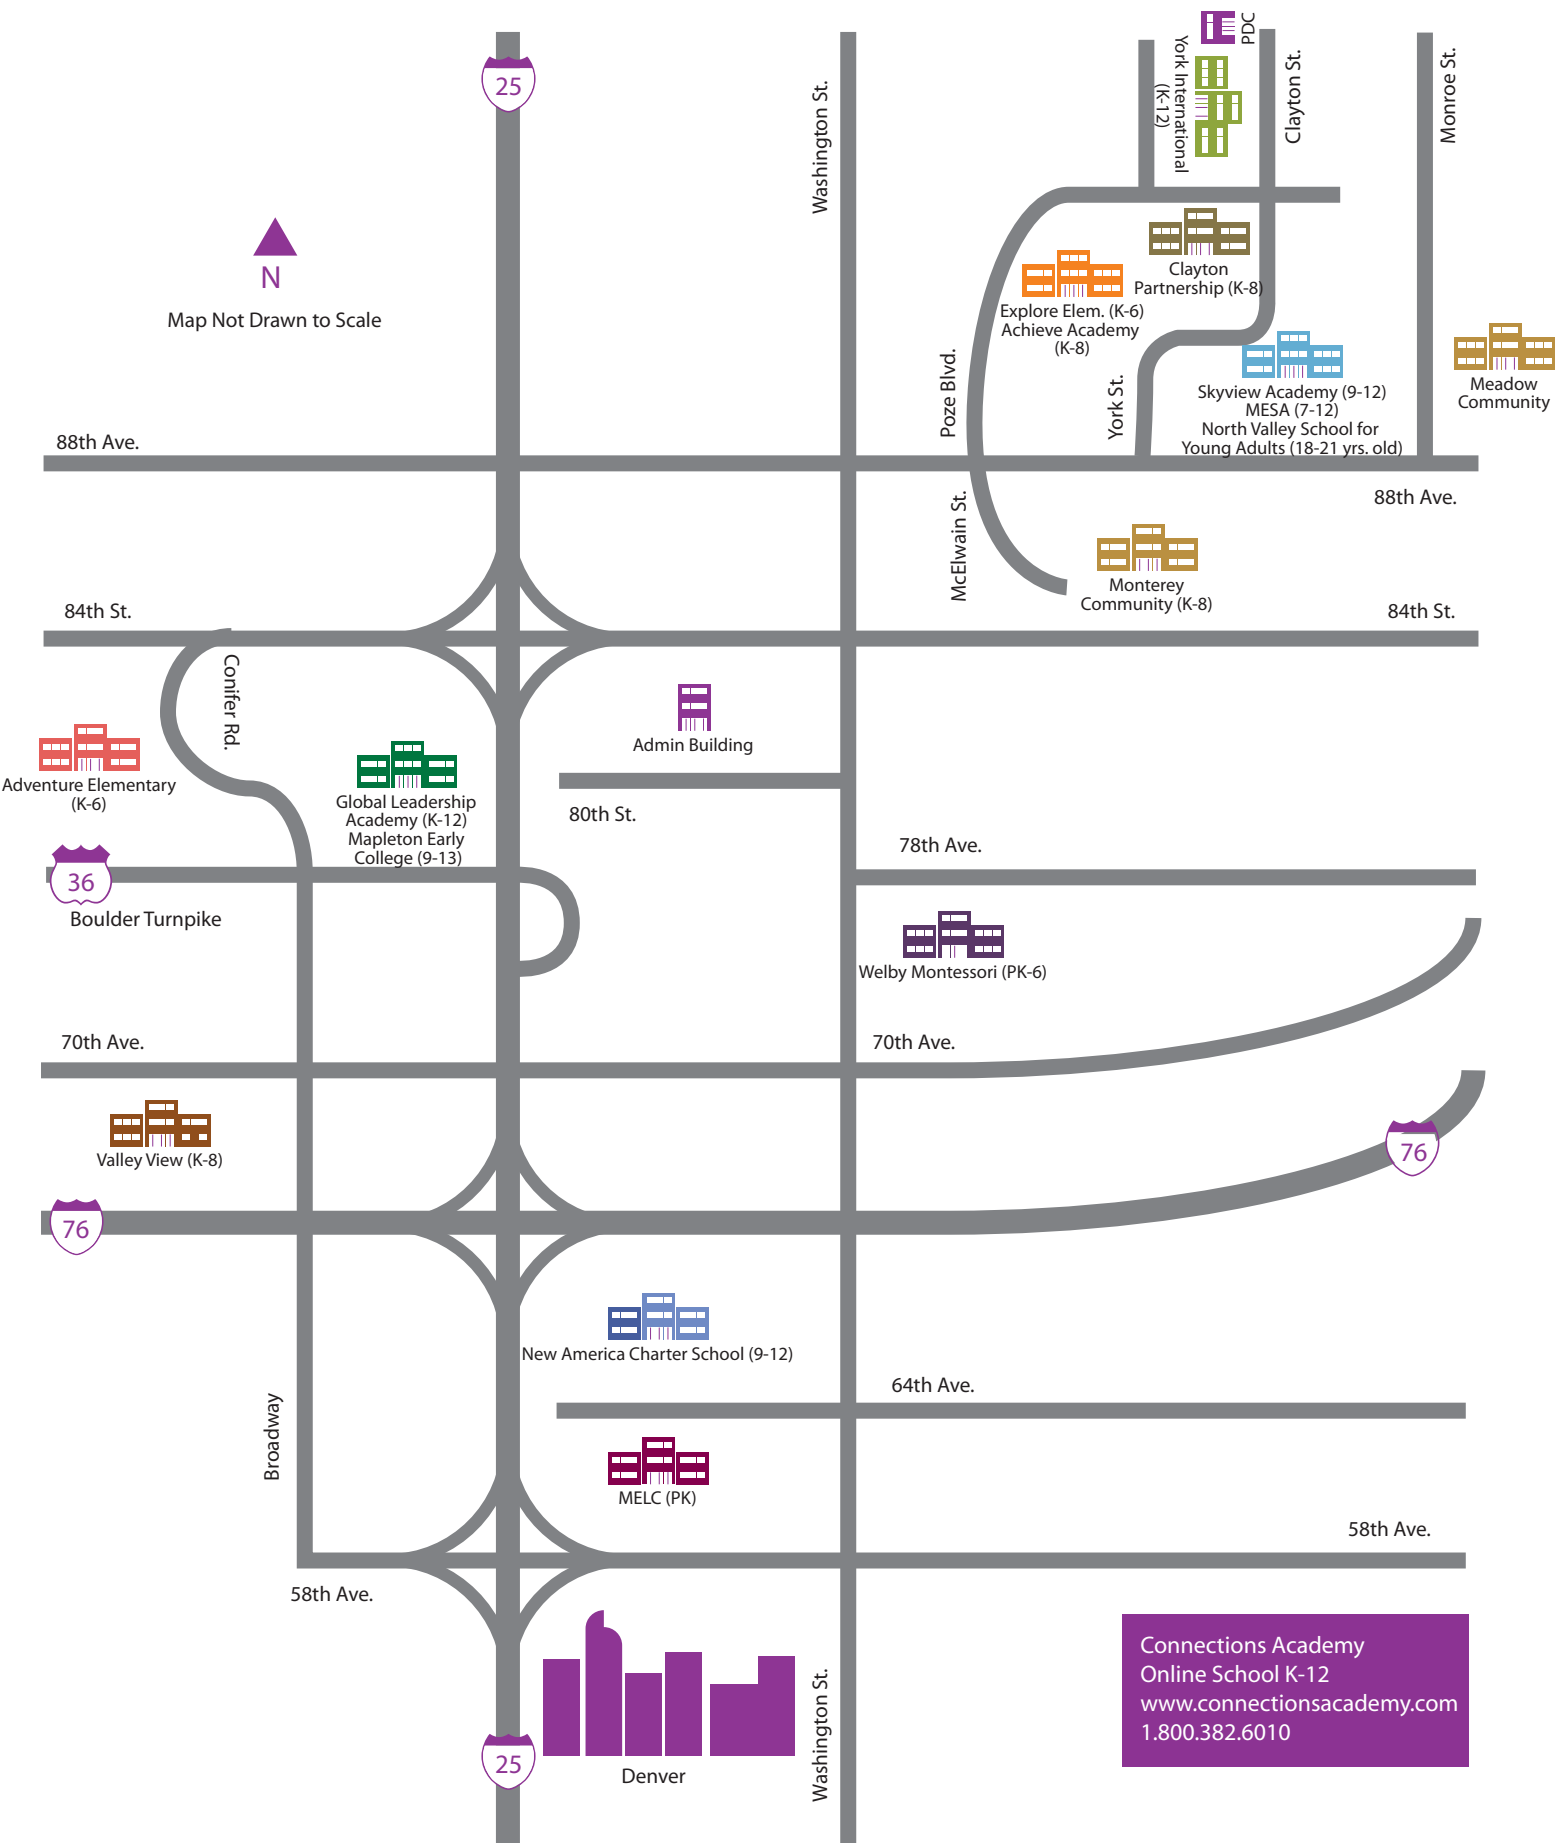 PDC
York International
(K-12)
Clayton St.
Monroe St.
25
Washington St.
N
Map Not Drawn to Scale
Clayton
Partnership (K-8)
Explore Elem. (K-6)
Achieve Academy
(K-8)
Poze Blvd.
York St.
Skyview Academy (9-12)
MESA (7-12)
North Valley School for
Young Adults (18-21 yrs. old)
Meadow
Community
88th Ave.
88th Ave.
McElwain St.
Monterey
Community (K-8)
84th St.
84th St.
Conifer Rd.
Admin Building
Adventure Elementary
(K-6)
Global Leadership
Academy (K-12)
Mapleton Early
College (9-13)
80th St.
78th Ave.
36
Boulder Turnpike
Welby Montessori (PK-6)
70th Ave.
70th Ave.
Valley View (K-8)
76
76
New America Charter School (9-12)
64th Ave.
Broadway
MELC (PK)
58th Ave.
58th Ave.
Connections Academy
Online School K-12
www.connectionsacademy.com
1.800.382.6010
Washington St.
25
Denver